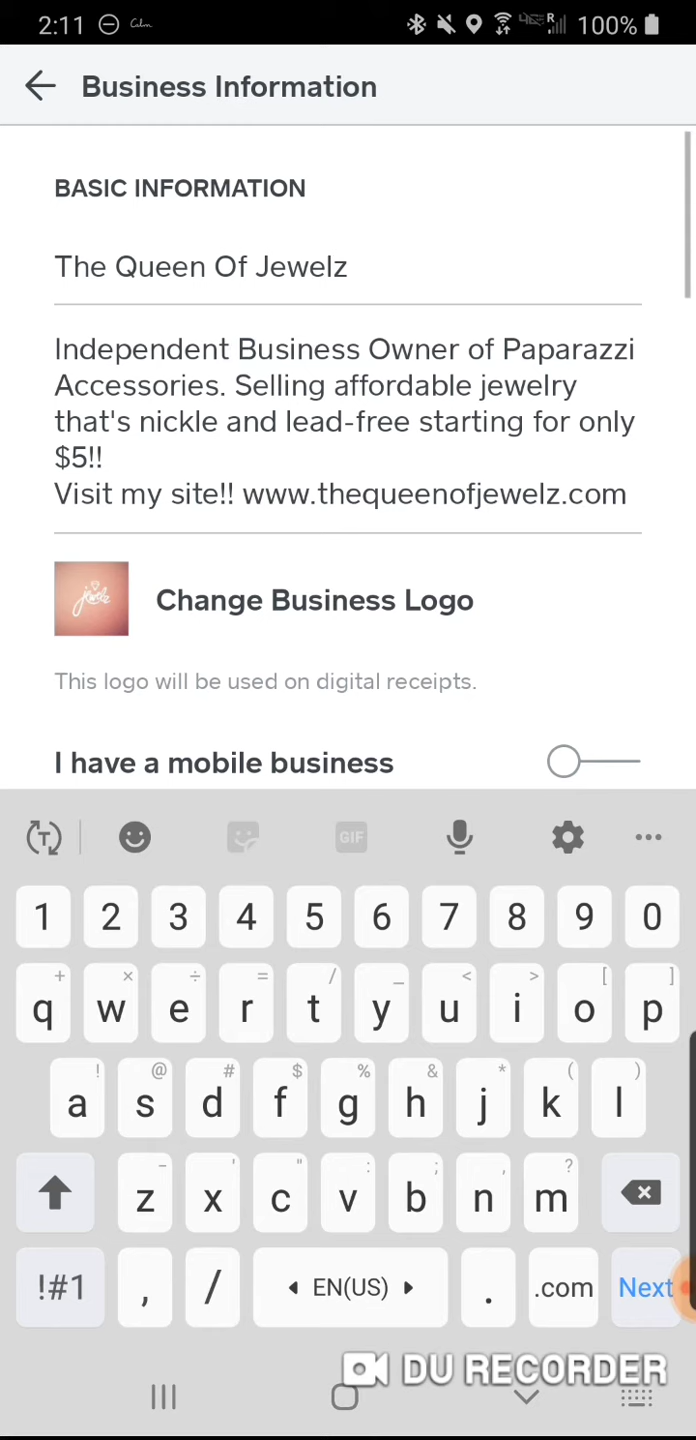 2:11 Calm 100%
Business Information
BASIC INFORMATION
The Queen Of Jewelz
Independent Business Owner of Paparazzi
Accessories. Selling affordable jewelry
that's nickle and lead-free starting for only
$5!!
Visit my site!! www.thequeenofjewelz.com
jewelz
Change Business Logo
This logo will be used on digital receipts.
I have a mobile business
T GIF
1 2 3 4 5 6 7 8 9 0
+ × ÷ = / _ < > [ ]
q w e r t y u i o p
! @ # $ % & * ( )
a s d f g h j k l
- ' " : ; , ?
z x c v b n m
!#1 , / EN(US) . .com Next
DU RECORDER